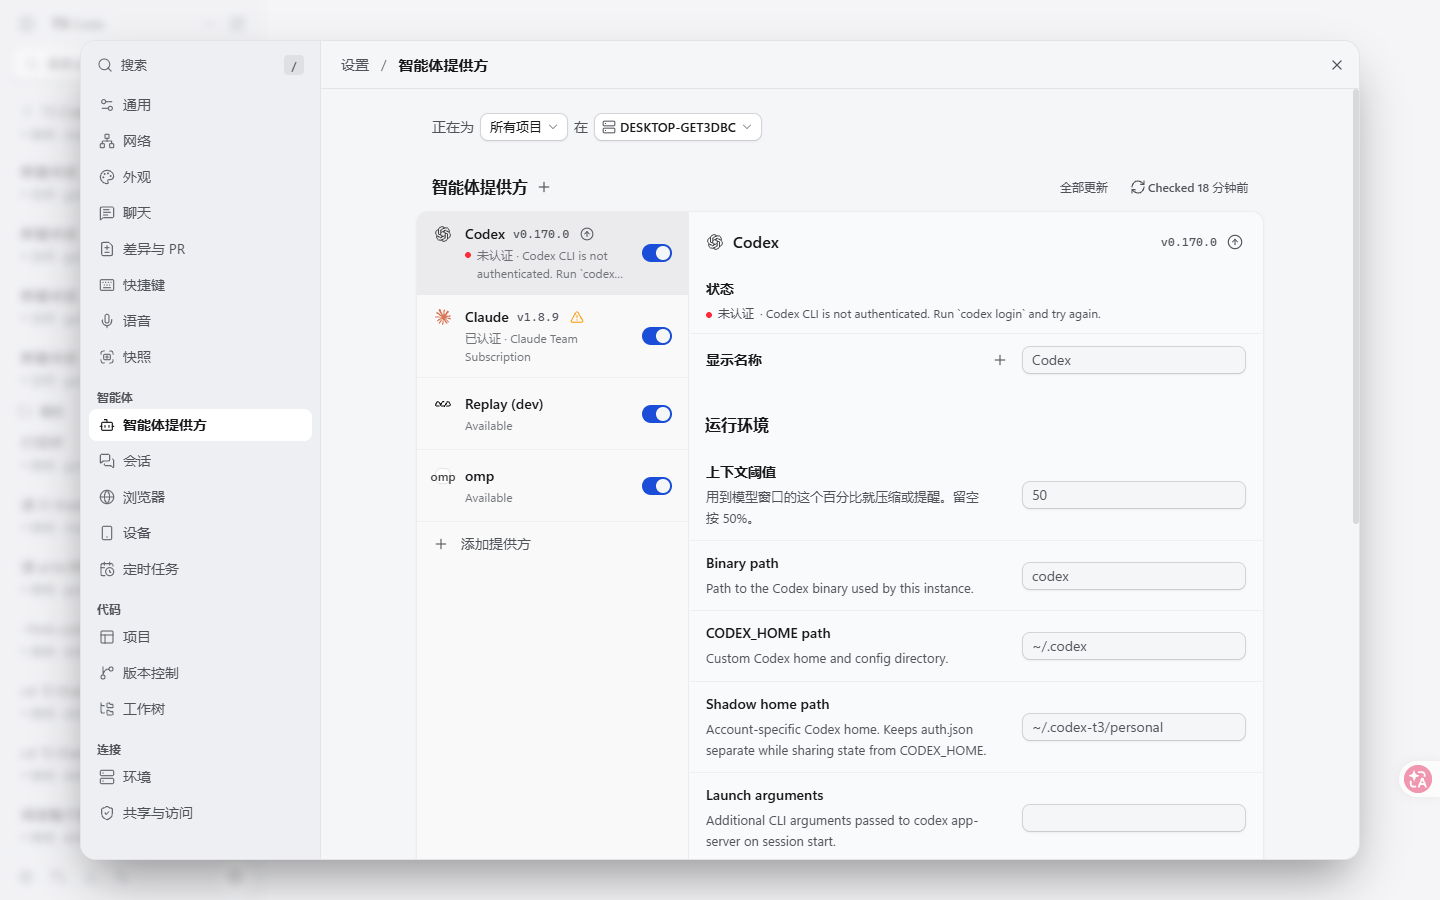 搜索
/
通用
网络
外观
聊天
差异与 PR
快捷键
语音
快照
智能体
智能体提供方
会话
浏览器
设备
定时任务
代码
项目
版本控制
工作树
连接
环境
共享与访问
设置 / 智能体提供方
正在为 所有项目 在 DESKTOP-GET3DBC
智能体提供方
全部更新 Checked 18 分钟前
Codex v0.170.0
未认证 · Codex CLI is not
authenticated. Run `codex...
Claude v1.8.9
已认证 · Claude Team
Subscription
Replay (dev)
Available
omp omp
Available
添加提供方
Codex v0.170.0
状态
未认证 · Codex CLI is not authenticated. Run `codex login` and try again.
显示名称 Codex
运行环境
上下文阈值
用到模型窗口的这个百分比就压缩或提醒。留空
按 50%。
50
Binary path
Path to the Codex binary used by this instance.
codex
CODEX_HOME path
Custom Codex home and config directory.
~/.codex
Shadow home path
Account-specific Codex home. Keeps auth.json
separate while sharing state from CODEX_HOME.
~/.codex-t3/personal
Launch arguments
Additional CLI arguments passed to codex app-
server on session start.